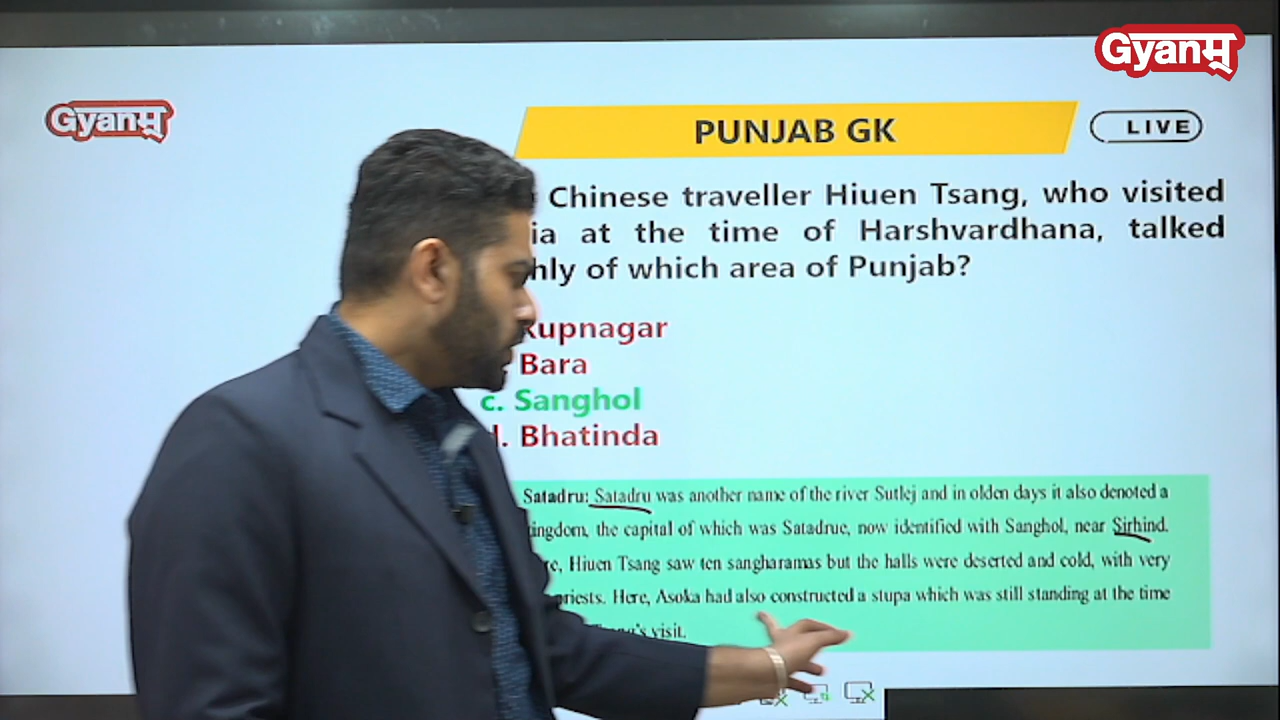 Gyanम्
Gyanम्
PUNJAB GK
LIVE
Chinese traveller Hiuen Tsang, who visited
at the time of Harshvardhana, talked
of which area of Punjab?
Bara
c. Sanghol
Bhatinda
Satadru: Satadru was another name of the river Sutlej and in olden days it also denoted a
the capital of which was Satadrue, now identified with Sanghol, near Sirhind.
Hiuen Tsang saw ten sangharamas but the halls were deserted and cold, with very
priests. Here, Asoka had also constructed a stupa which was still standing at the time
visit.